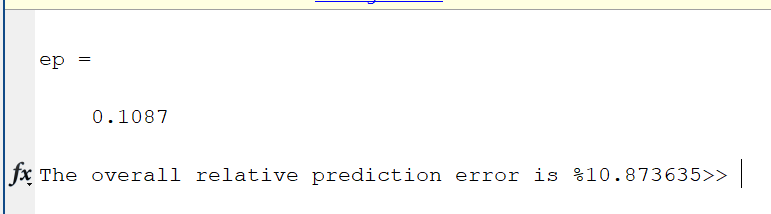 ep =
0.1087
fx The overall relative prediction error is %10.873635>>